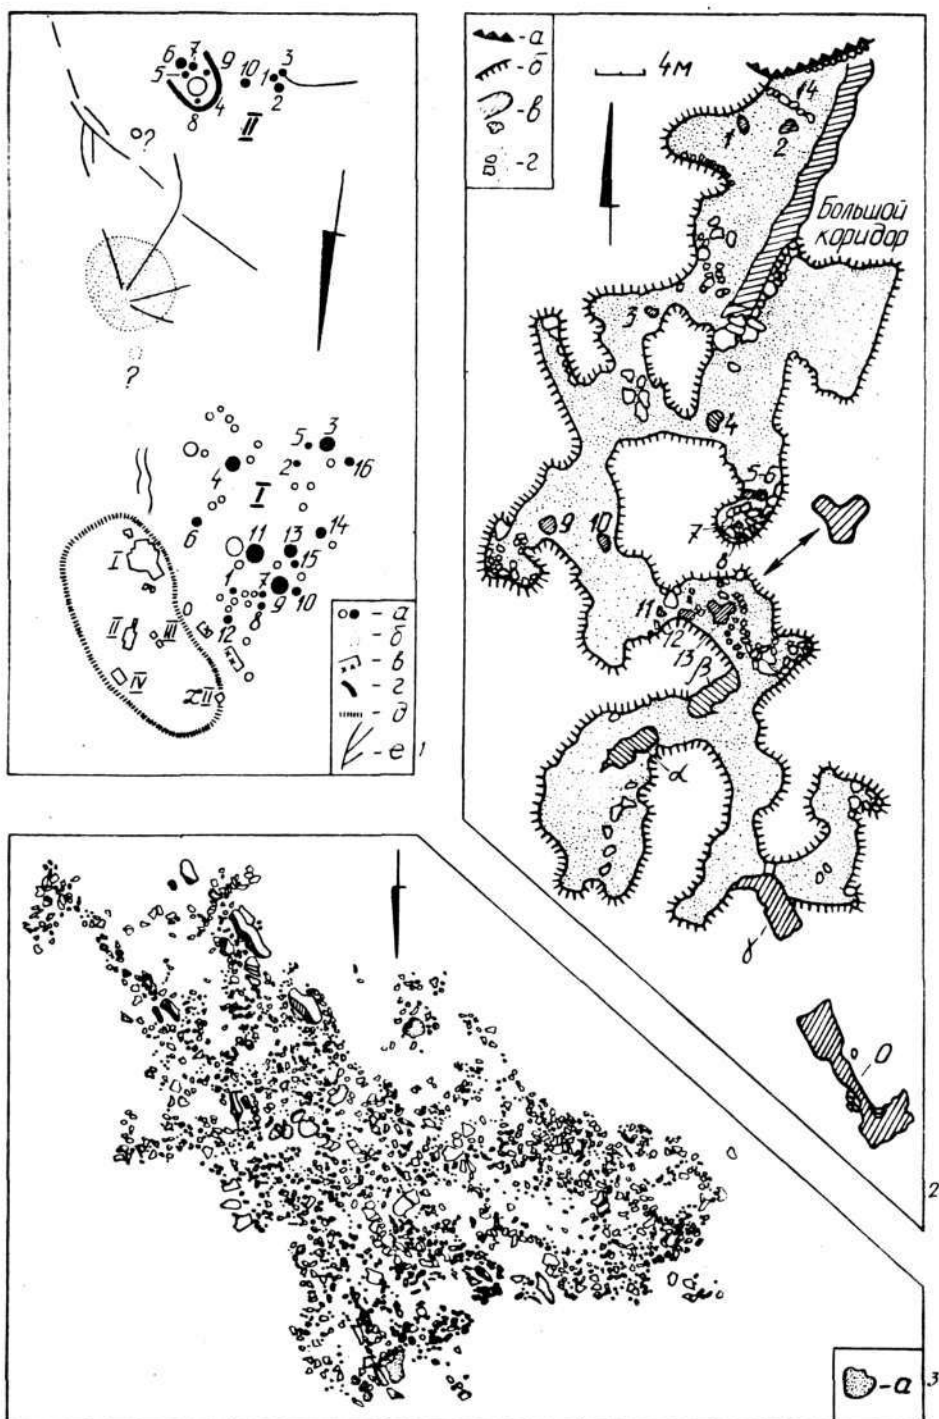 6 7 9 10 3
5 1
8 4 2
II
?
?
5 3
4 2 16
I
6
11 13 14
15
1 7
9 10
8
12
I
II III
IV
XII
- а
- б
- в
- г
- д
- е
1
- а
- б
- в
- г
4м
14
1 2
Большой
коридор
3
4
5-6
7
9 10
8
11
12
13
β
α
γ
2
- а
3